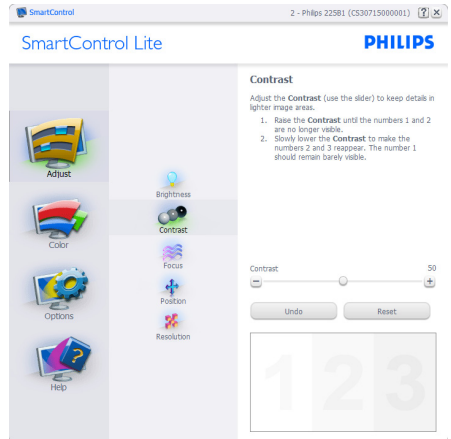 SmartControl
2 - Philips 225B1 (CS30715000001)
? X
SmartControl Lite
PHILIPS
Adjust
Color
Options
?
Help
Brightness
Contrast
Focus
Position
Resolution
Contrast
Adjust the Contrast (use the slider) to keep details in
lighter image areas.
1. Raise the Contrast until the numbers 1 and 2
are no longer visible.
2. Slowly lower the Contrast to make the
numbers 2 and 3 reappear. The number 1
should remain barely visible.
Contrast 50
− +
Undo Reset
1 2 3